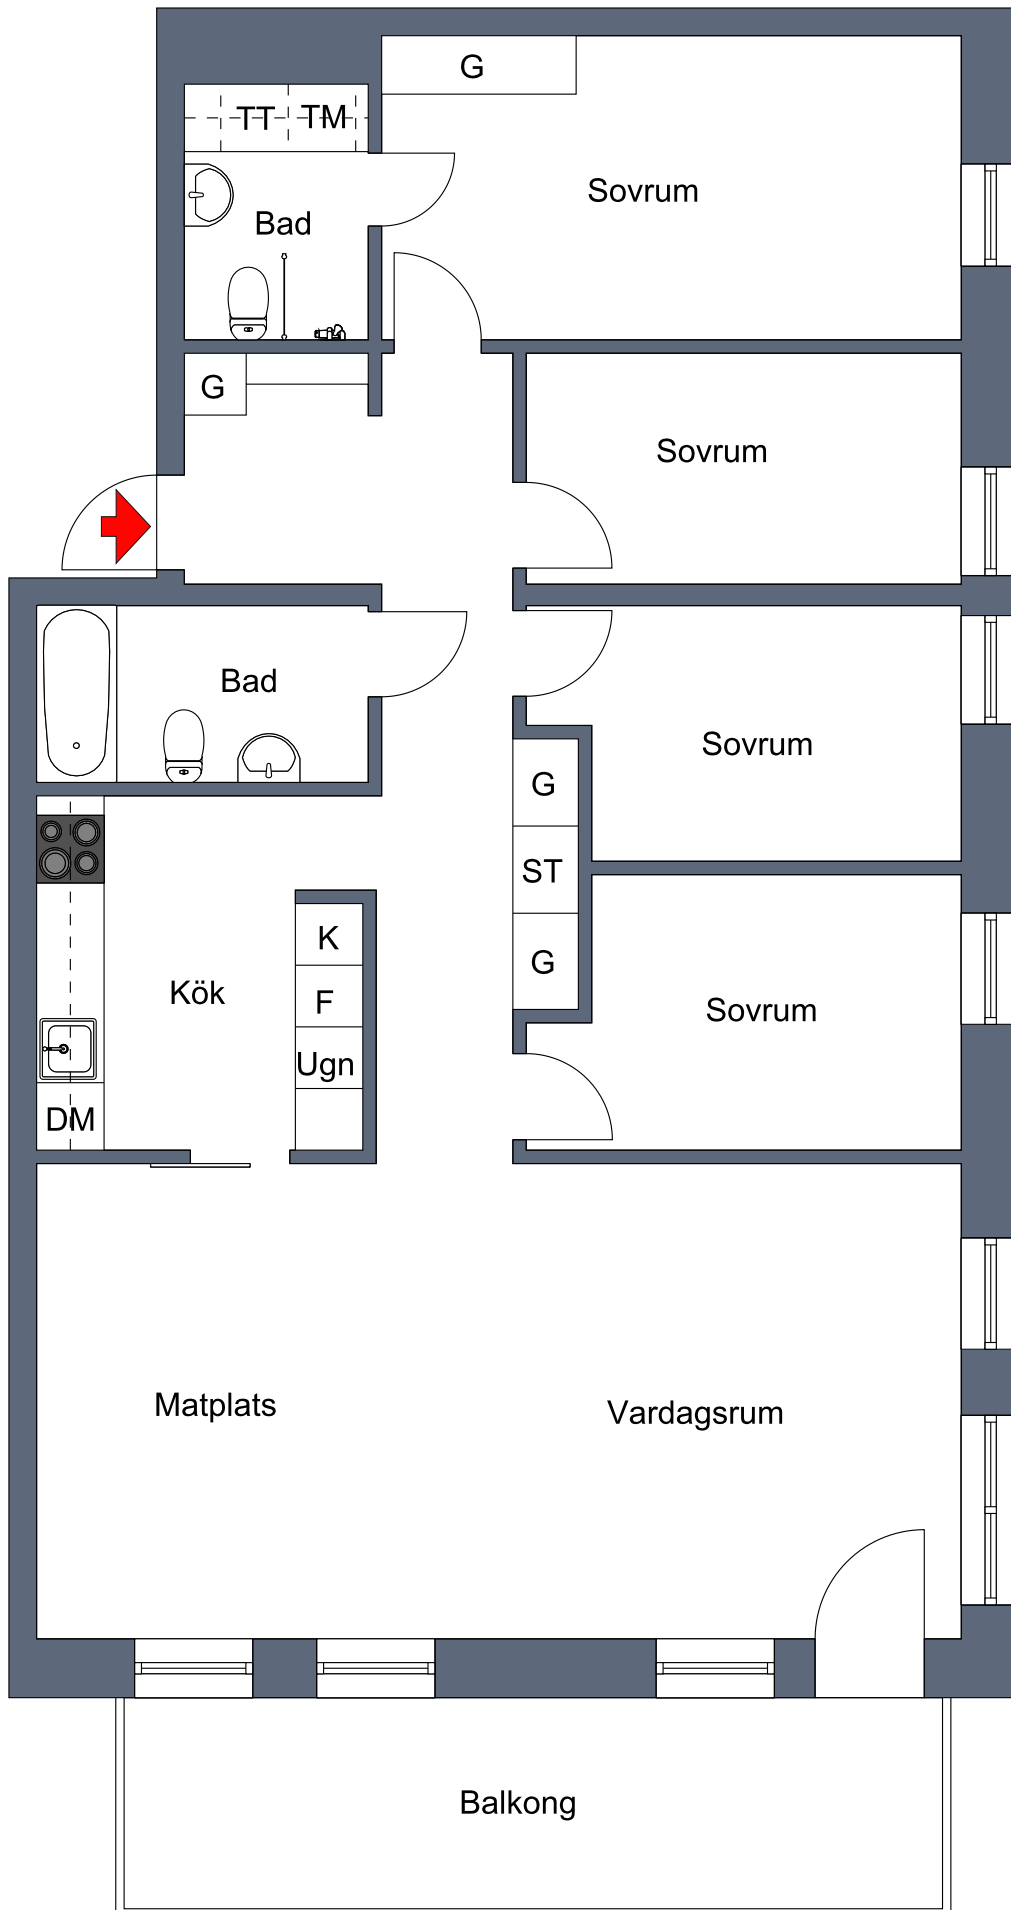 G
TT
TM
Sovrum
Bad
G
Sovrum
Bad
Sovrum
G
ST
G
K
F
Ugn
Kök
DM
Sovrum
Matplats
Vardagsrum
Balkong